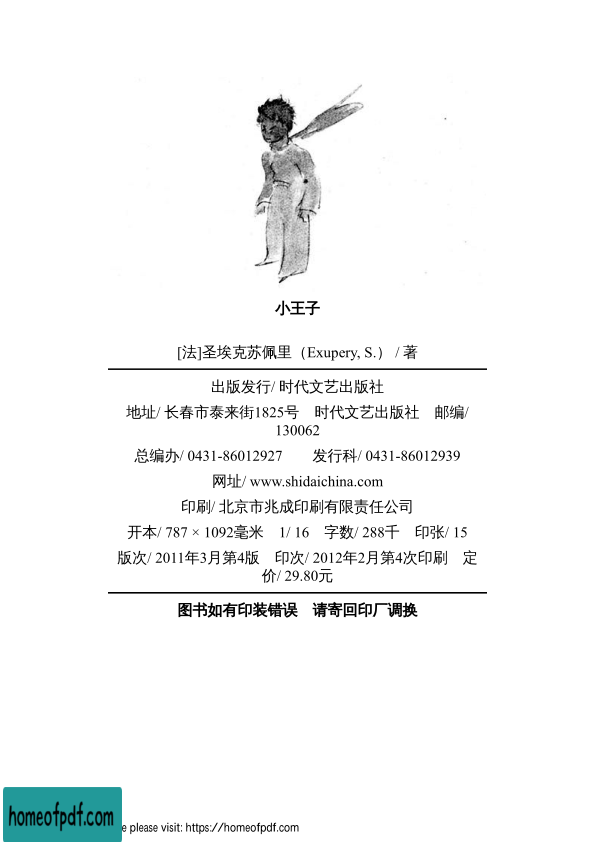 小王子
[法]圣埃克苏佩里（Exupery, S.） / 著
出版发行/ 时代文艺出版社
地址/ 长春市泰来街1825号　时代文艺出版社　邮编/
130062
总编办/ 0431-86012927　　发行科/ 0431-86012939
网址/ www.shidaichina.com
印刷/ 北京市兆成印刷有限责任公司
开本/ 787 × 1092毫米　1/ 16　字数/ 288千　印张/ 15
版次/ 2011年3月第4版　印次/ 2012年2月第4次印刷　定
价/ 29.80元
图书如有印装错误　请寄回印厂调换
homeofpdf.com
e please visit: https://homeofpdf.com